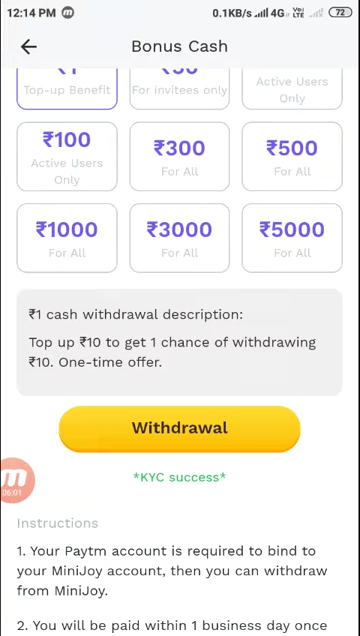 12:14 PM
0.1KB/s 4G Vo) LTE 72
Bonus Cash
₹1 ₹50
Top-up Benefit For invitees only Active Users Only
₹100 ₹300 ₹500
Active Users Only For All For All
₹1000 ₹3000 ₹5000
For All For All For All
₹1 cash withdrawal description:
Top up ₹10 to get 1 chance of withdrawing
₹10. One-time offer.
Withdrawal
*KYC success*
06:01
Instructions
1. Your Paytm account is required to bind to
your MiniJoy account, then you can withdraw
from MiniJoy.
2. You will be paid within 1 business day once